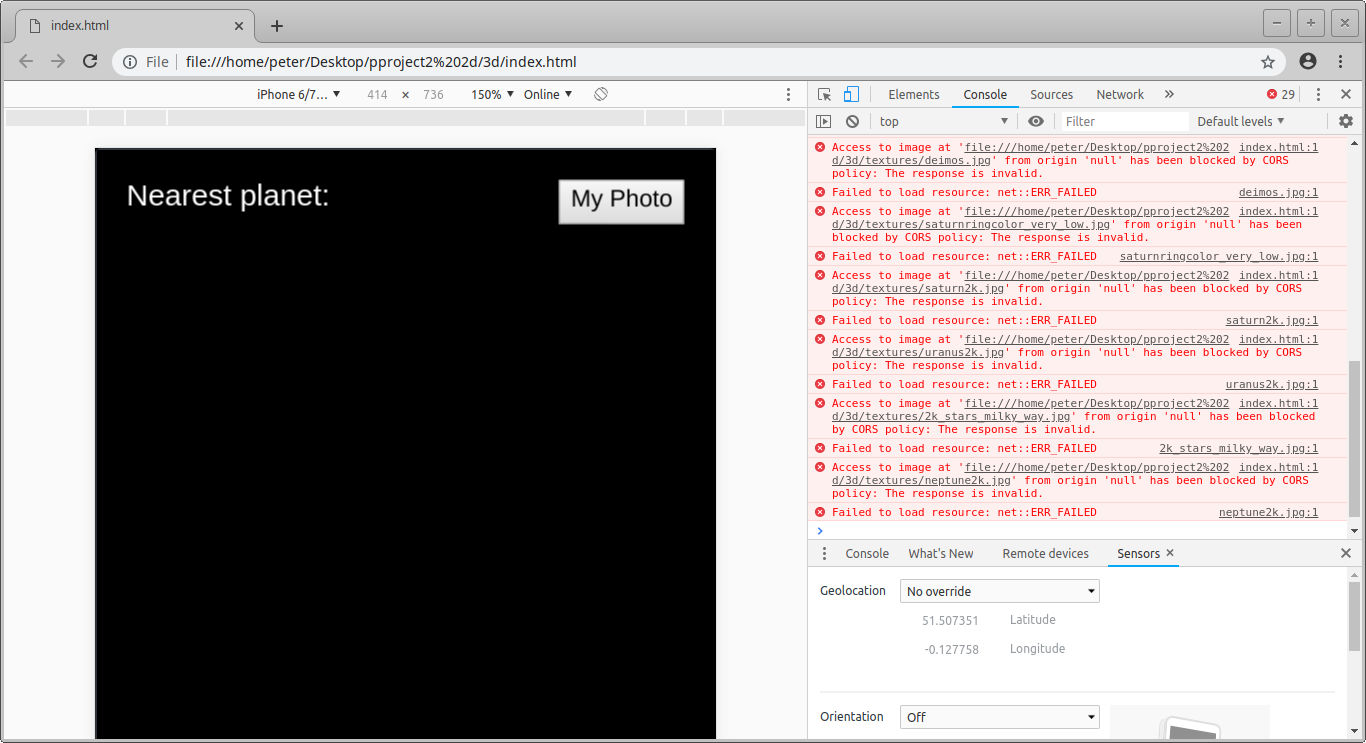 index.html
File file:///home/peter/Desktop/pproject2%202d/3d/index.html
iPhone 6/7… 414 × 736 150% Online
Nearest planet:
My Photo
Elements Console Sources Network 29
top Filter Default levels
Access to image at 'file:///home/peter/Desktop/pproject2%202 index.html:1
d/3d/textures/deimos.jpg' from origin 'null' has been blocked by CORS
policy: The response is invalid.
Failed to load resource: net::ERR_FAILED deimos.jpg:1
Access to image at 'file:///home/peter/Desktop/pproject2%202 index.html:1
d/3d/textures/saturnringcolor_very_low.jpg' from origin 'null' has been
blocked by CORS policy: The response is invalid.
Failed to load resource: net::ERR_FAILED saturnringcolor_very_low.jpg:1
Access to image at 'file:///home/peter/Desktop/pproject2%202 index.html:1
d/3d/textures/saturn2k.jpg' from origin 'null' has been blocked by CORS
policy: The response is invalid.
Failed to load resource: net::ERR_FAILED saturn2k.jpg:1
Access to image at 'file:///home/peter/Desktop/pproject2%202 index.html:1
d/3d/textures/uranus2k.jpg' from origin 'null' has been blocked by CORS
policy: The response is invalid.
Failed to load resource: net::ERR_FAILED uranus2k.jpg:1
Access to image at 'file:///home/peter/Desktop/pproject2%202 index.html:1
d/3d/textures/2k_stars_milky_way.jpg' from origin 'null' has been blocked
by CORS policy: The response is invalid.
Failed to load resource: net::ERR_FAILED 2k_stars_milky_way.jpg:1
Access to image at 'file:///home/peter/Desktop/pproject2%202 index.html:1
d/3d/textures/neptune2k.jpg' from origin 'null' has been blocked by CORS
policy: The response is invalid.
Failed to load resource: net::ERR_FAILED neptune2k.jpg:1
Console What's New Remote devices Sensors
Geolocation No override
51.507351 Latitude
-0.127758 Longitude
Orientation Off